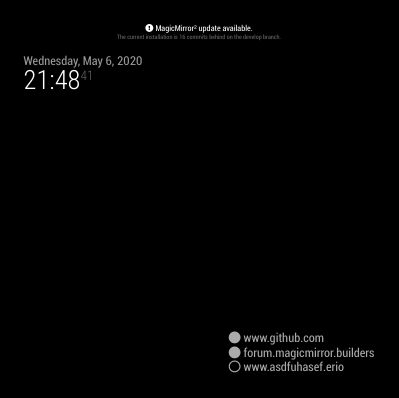 MagicMirror² update available.
The current installation is 16 commits behind on the develop branch.
Wednesday, May 6, 2020
21:48 41
www.github.com
forum.magicmirror.builders
www.asdfuhasef.erio